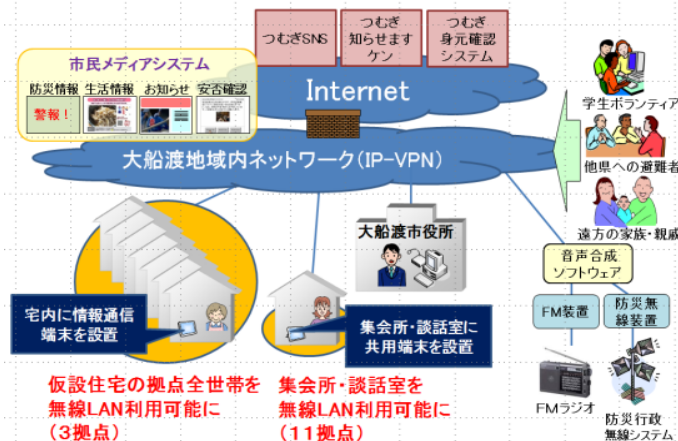 つむぎSNS
つむぎ
知らせます
ケン
つむぎ
身元確認
システム
市民メディアシステム
防災情報
生活情報
お知らせ
安否確認
警報！
Internet
学生ボランティア
大船渡地域内ネットワーク（IP-VPN）
他県への避難者
大船渡市役所
遠方の家族・親戚
音声合成
ソフトウェア
宅内に情報通信
端末を設置
集会所・談話室に
共用端末を設置
FM装置
防災無
線装置
仮設住宅の拠点全世帯を
無線LAN利用可能に
（3拠点）
集会所・談話室を
無線LAN利用可能に
（11拠点）
FMラジオ
防災行政
無線システム